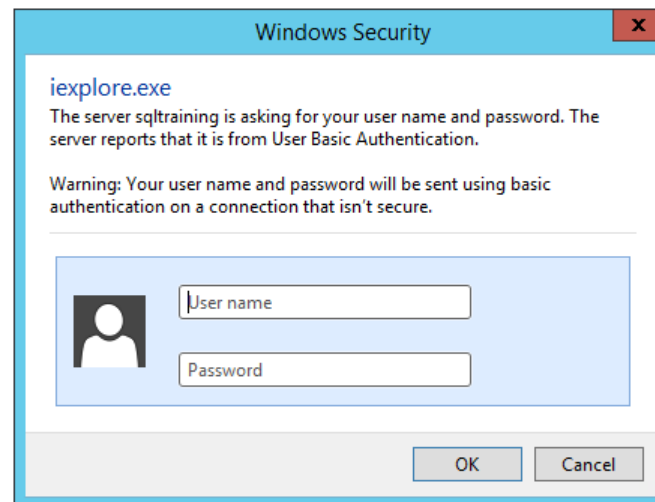 Windows Security
x
iexplore.exe
The server sqltraining is asking for your user name and password. The
server reports that it is from User Basic Authentication.
Warning: Your user name and password will be sent using basic
authentication on a connection that isn't secure.
User name
Password
OK
Cancel